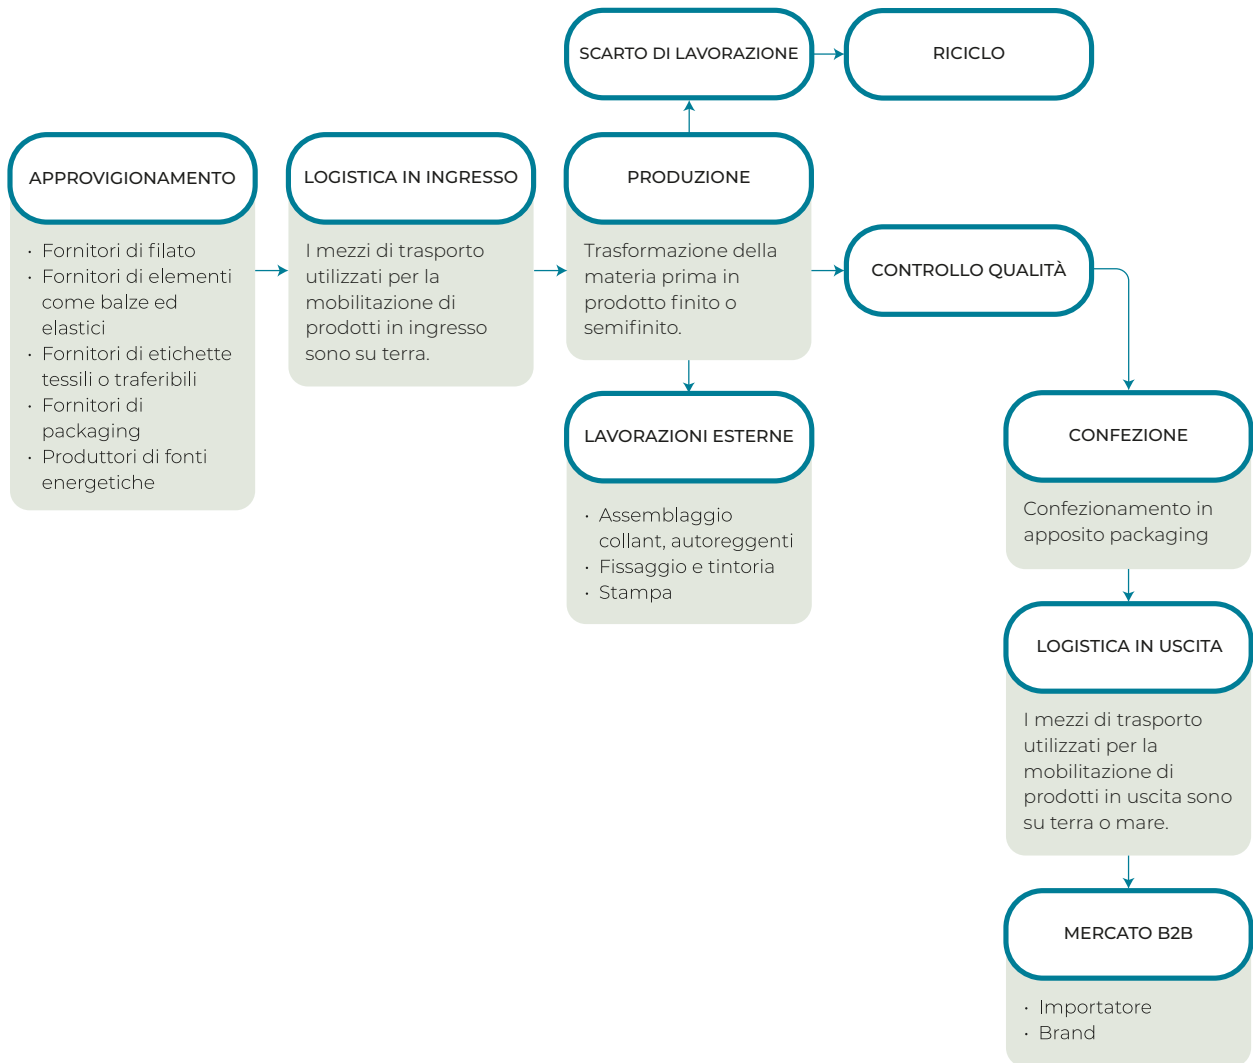 SCARTO DI LAVORAZIONE
RICICLO
APPROVIGIONAMENTO
· Fornitori di filato
· Fornitori di elementi
come balze ed
elastici
· Fornitori di etichette
tessili o traferibili
· Fornitori di
packaging
· Produttori di fonti
energetiche
LOGISTICA IN INGRESSO
I mezzi di trasporto
utilizzati per la
mobilitazione di
prodotti in ingresso
sono su terra.
PRODUZIONE
Trasformazione della
materia prima in
prodotto finito o
semifinito.
CONTROLLO QUALITÀ
LAVORAZIONI ESTERNE
· Assemblaggio
collant, autoreggenti
· Fissaggio e tintoria
· Stampa
CONFEZIONE
Confezionamento in
apposito packaging
LOGISTICA IN USCITA
I mezzi di trasporto
utilizzati per la
mobilitazione di
prodotti in uscita sono
su terra o mare.
MERCATO B2B
· Importatore
· Brand